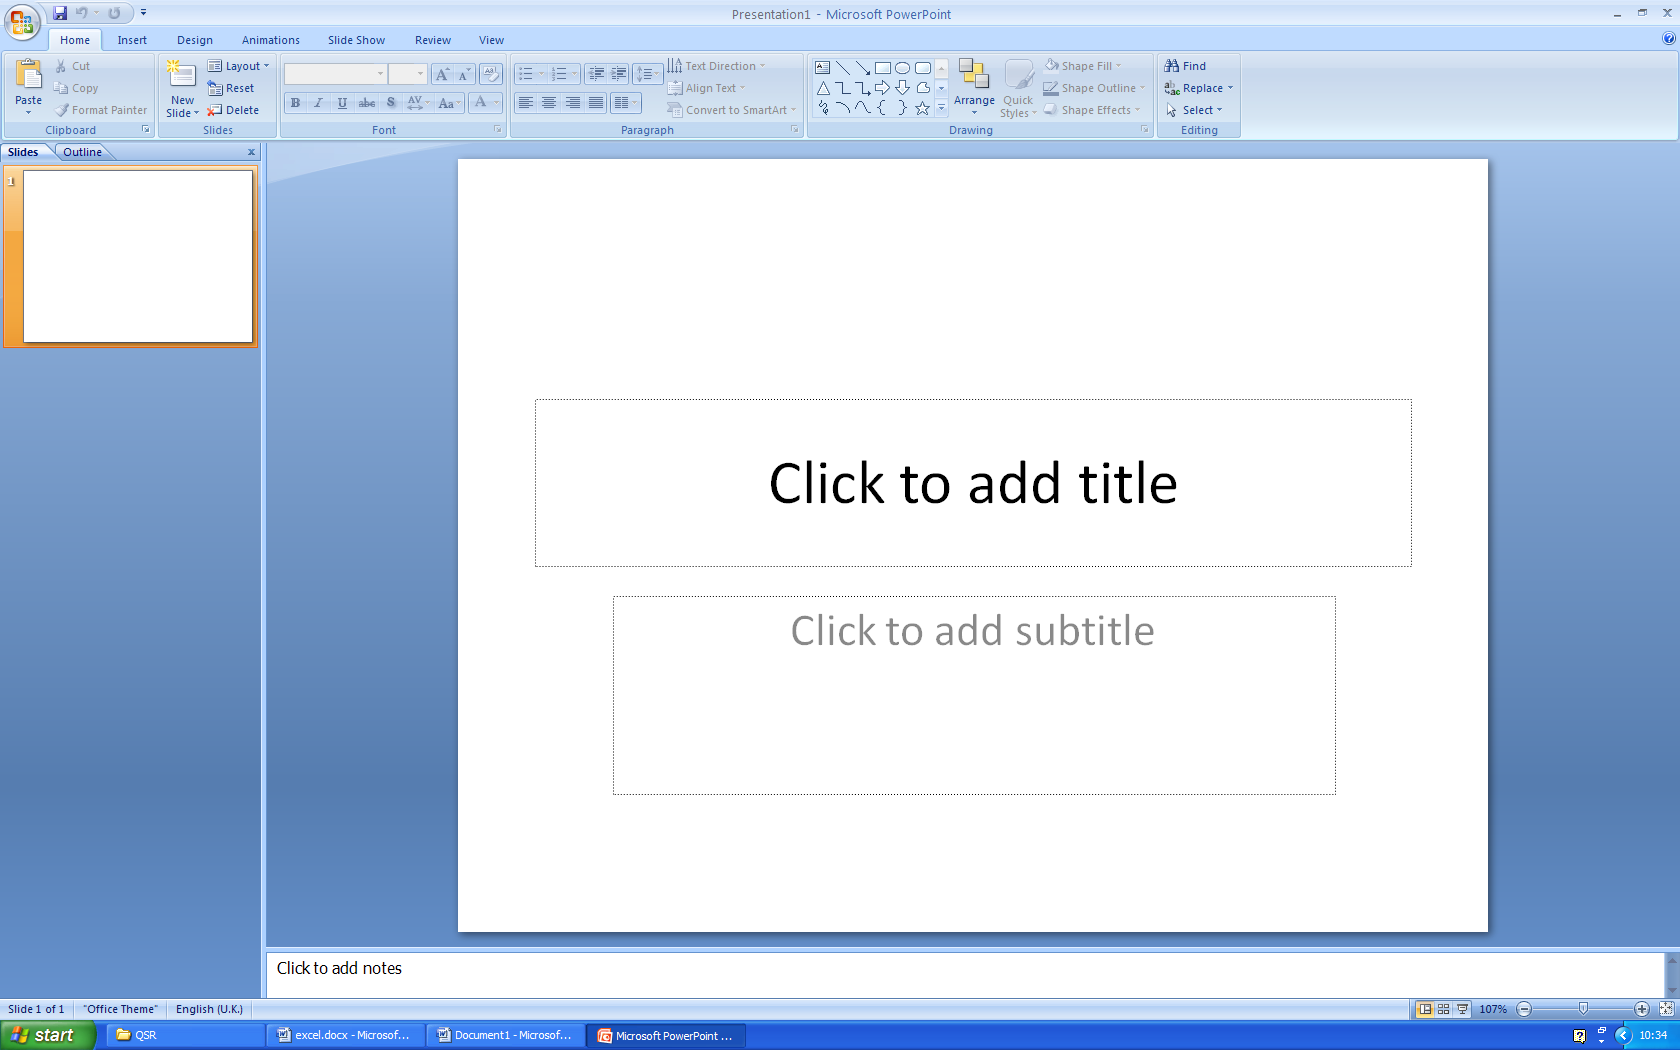 Presentation1 - Microsoft PowerPoint
Home Insert Design Animations Slide Show Review View
Paste
Cut
Copy
Format Painter
Clipboard
New Slide
Layout
Reset
Delete
Slides
B I U abc S AV Aa A
Font
Text Direction
Align Text
Convert to SmartArt
Paragraph
Arrange
Quick Styles
Shape Fill
Shape Outline
Shape Effects
Drawing
Find
Replace
Select
Editing
Slides Outline x
1
Click to add title
Click to add subtitle
Click to add notes
Slide 1 of 1 "Office Theme" English (U.K.) 107%
start QSR excel.docx - Microsof... Document1 - Microsof... Microsoft PowerPoint ... 10:34